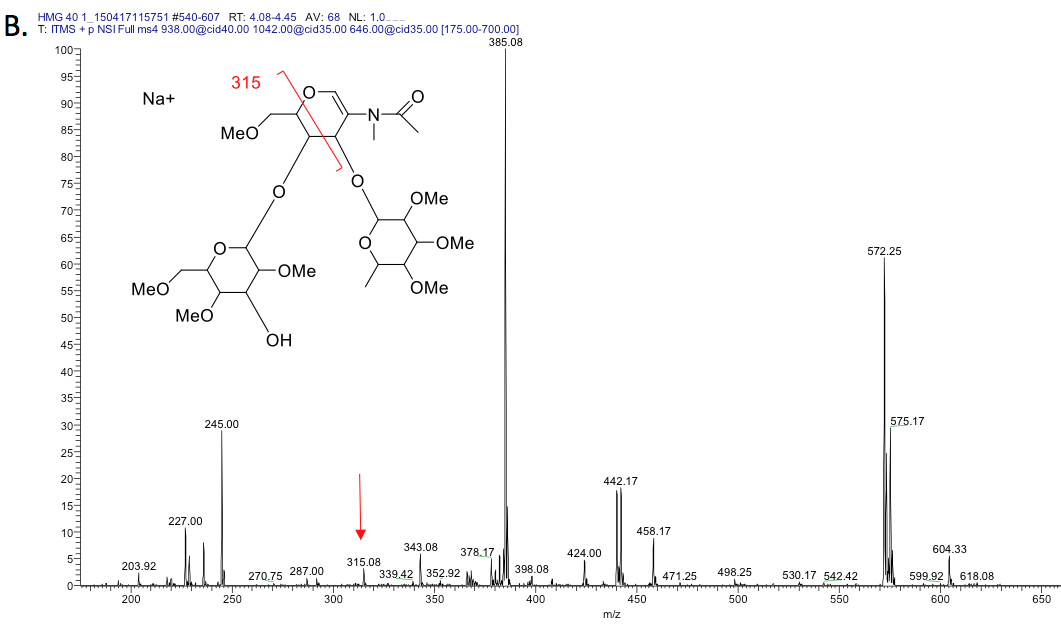 B.
HMG 40 1_150417115751 #540-607 RT: 4.08-4.45 AV: 68 NL: 1.0
T: ITMS + p NSI Full ms4 938.00@cid40.00 1042.00@cid35.00 646.00@cid35.00 [175.00-700.00]
385.08
100
95
90
85
80
75
70
65
60
55
50
45
40
35
30
25
20
15
10
5
0
Na+
315
O
N
O
MeO
O
O
OMe
O
OMe
OMe
O
OMe
MeO
MeO
OH
572.25
575.17
245.00
442.17
227.00
458.17
203.92
270.75
287.00
315.08
339.42
343.08
352.92
378.17
398.08
424.00
471.25
498.25
530.17
542.42
599.92
604.33
618.08
200
250
300
350
400
450
500
550
600
650
m/z